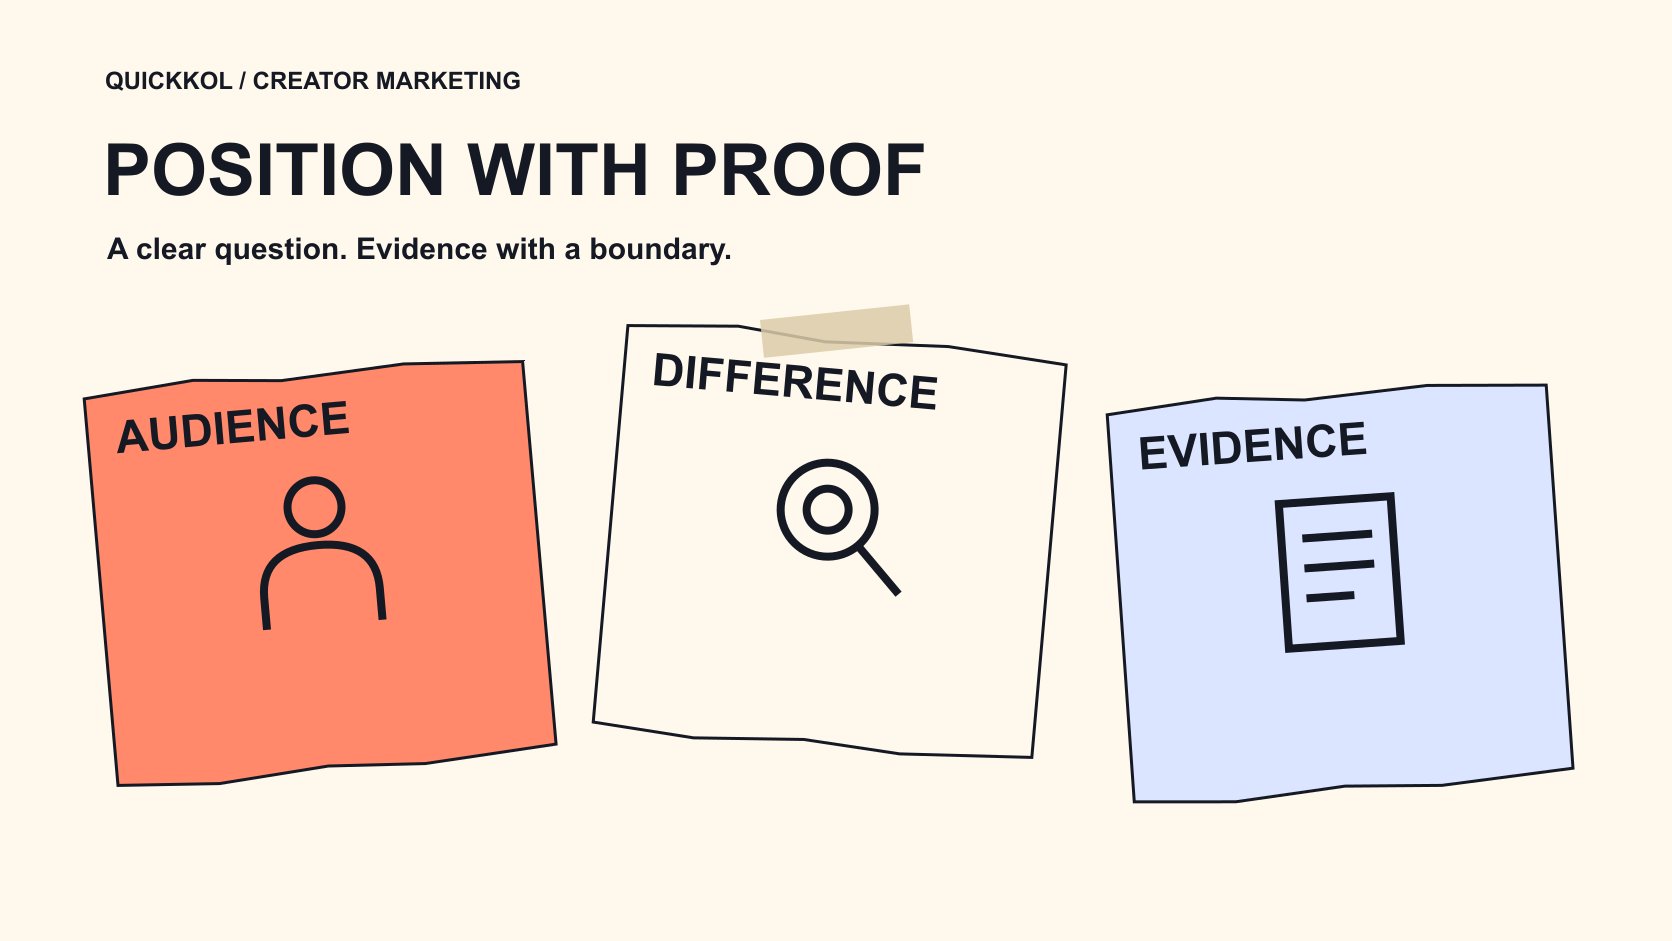 QUICKKOL / CREATOR MARKETING
POSITION WITH PROOF
A clear question. Evidence with a boundary.
AUDIENCE
DIFFERENCE
EVIDENCE